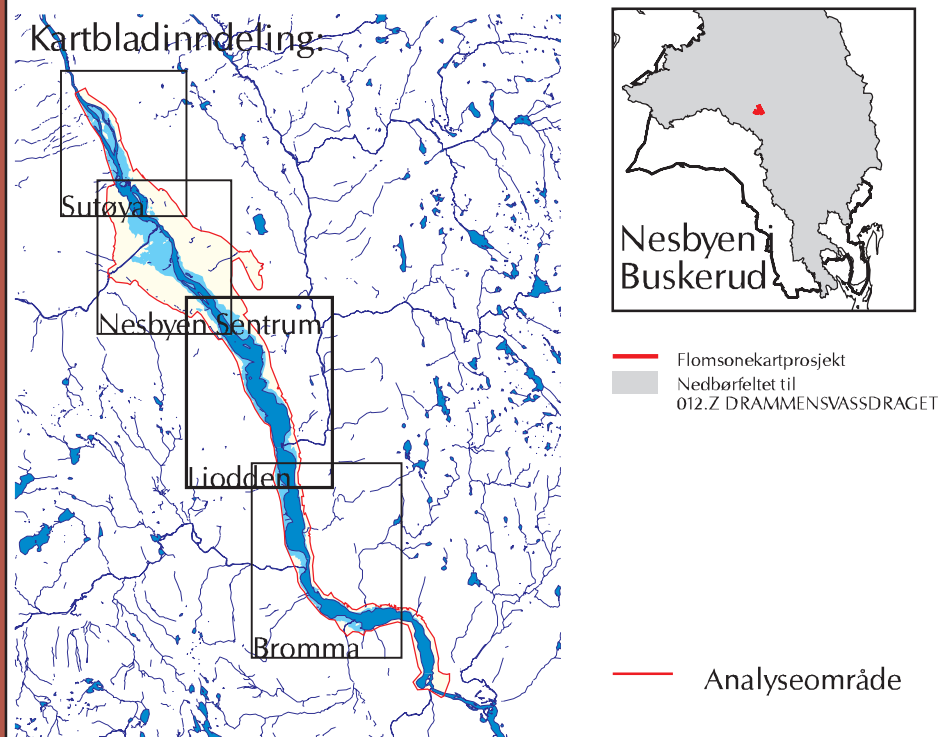 Kartbladinndeling:
Sutøya
Nesbyen Sentrum
Liodden
Bromma
Nesbyen i
Buskerud
Flomsonekartprosjekt
Nedbørfeltet til
012.Z DRAMMENSVASSDRAGET
Analyseområde